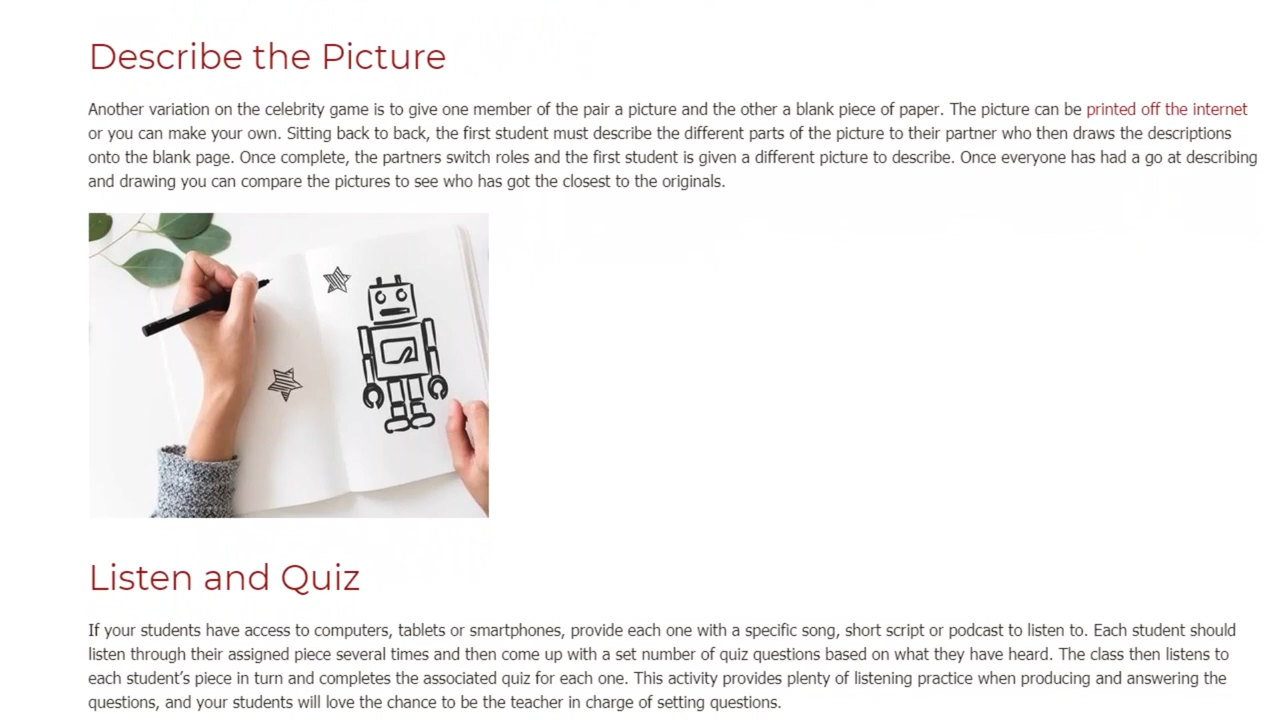 Describe the Picture
Another variation on the celebrity game is to give one member of the pair a picture and the other a blank piece of paper. The picture can be printed off the internet
or you can make your own. Sitting back to back, the first student must describe the different parts of the picture to their partner who then draws the descriptions
onto the blank page. Once complete, the partners switch roles and the first student is given a different picture to describe. Once everyone has had a go at describing
and drawing you can compare the pictures to see who has got the closest to the originals.
Listen and Quiz
If your students have access to computers, tablets or smartphones, provide each one with a specific song, short script or podcast to listen to. Each student should
listen through their assigned piece several times and then come up with a set number of quiz questions based on what they have heard. The class then listens to
each student’s piece in turn and completes the associated quiz for each one. This activity provides plenty of listening practice when producing and answering the
questions, and your students will love the chance to be the teacher in charge of setting questions.